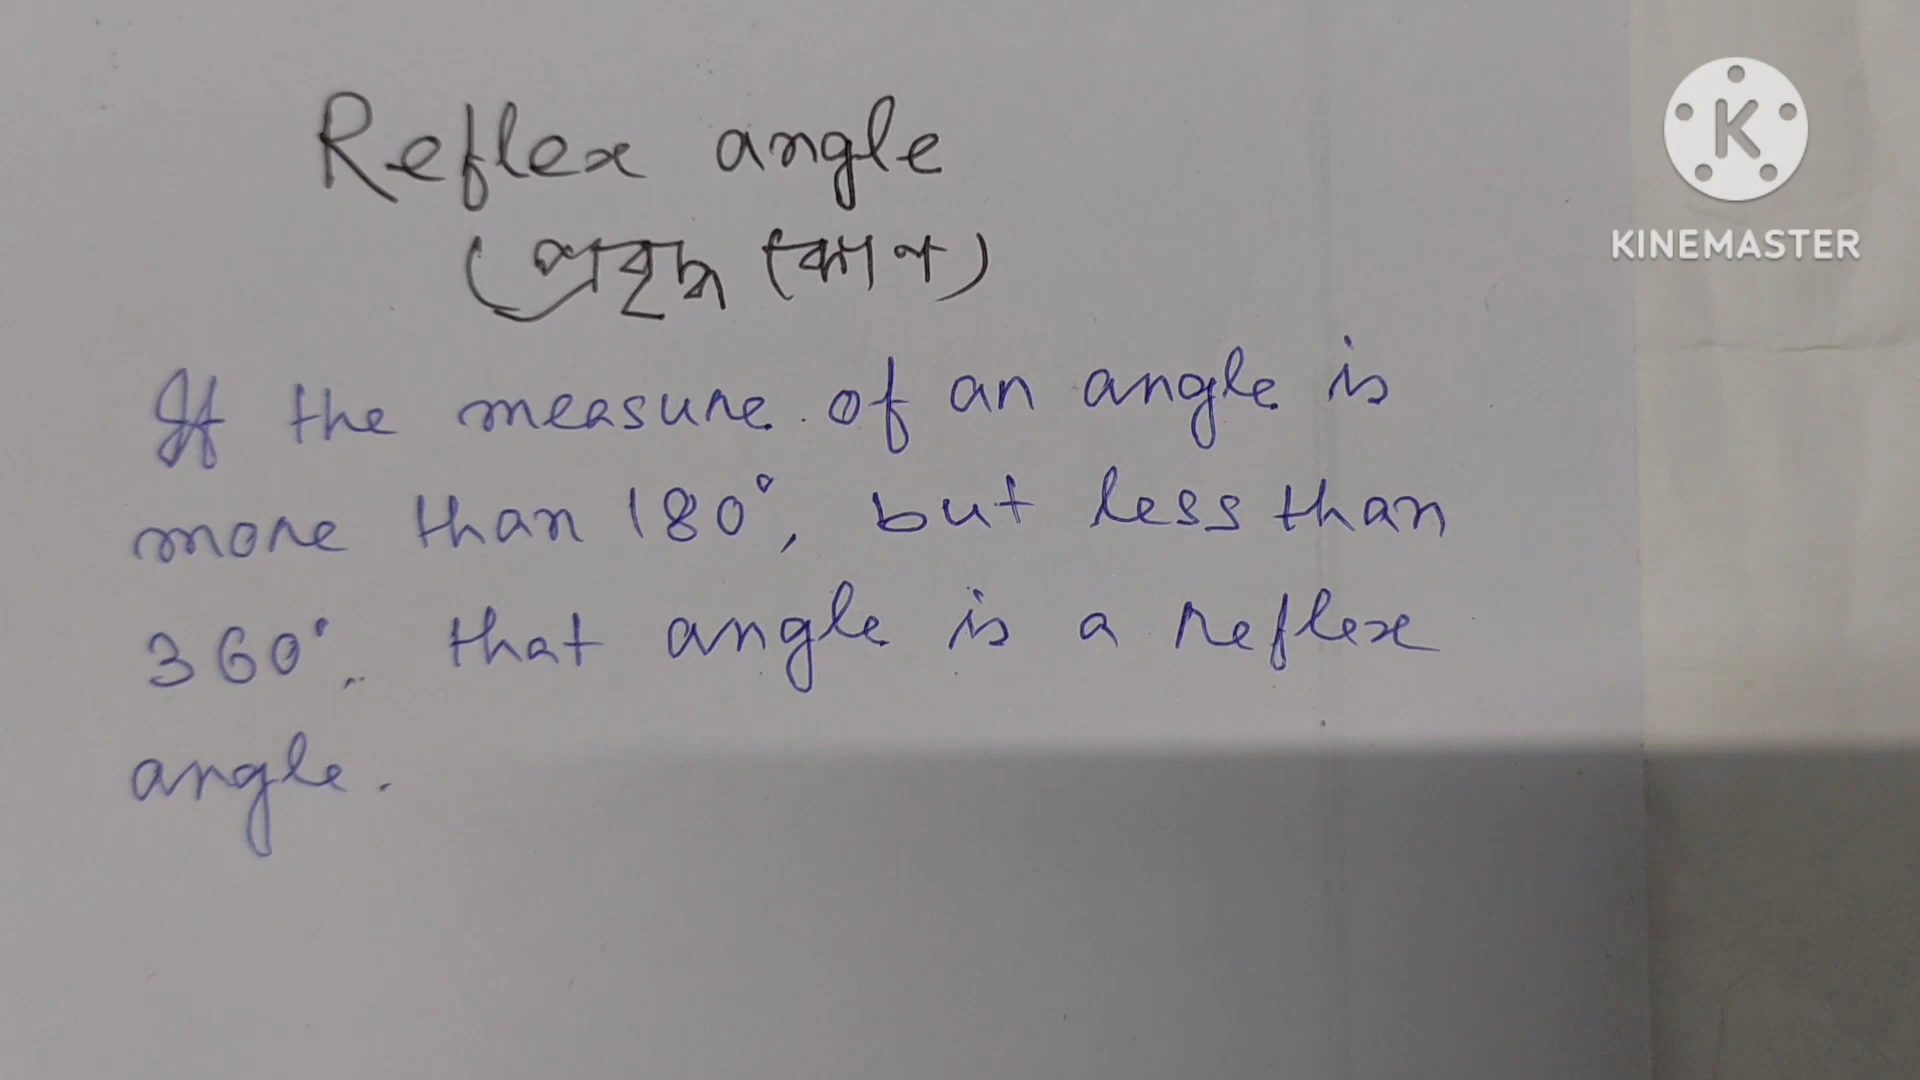 Reflex angle
(প্রবৃদ্ধ কোণ)
If the measure of an angle is
more than 180°, but less than
360°. that angle is a reflex
angle.
K
KINEMASTER